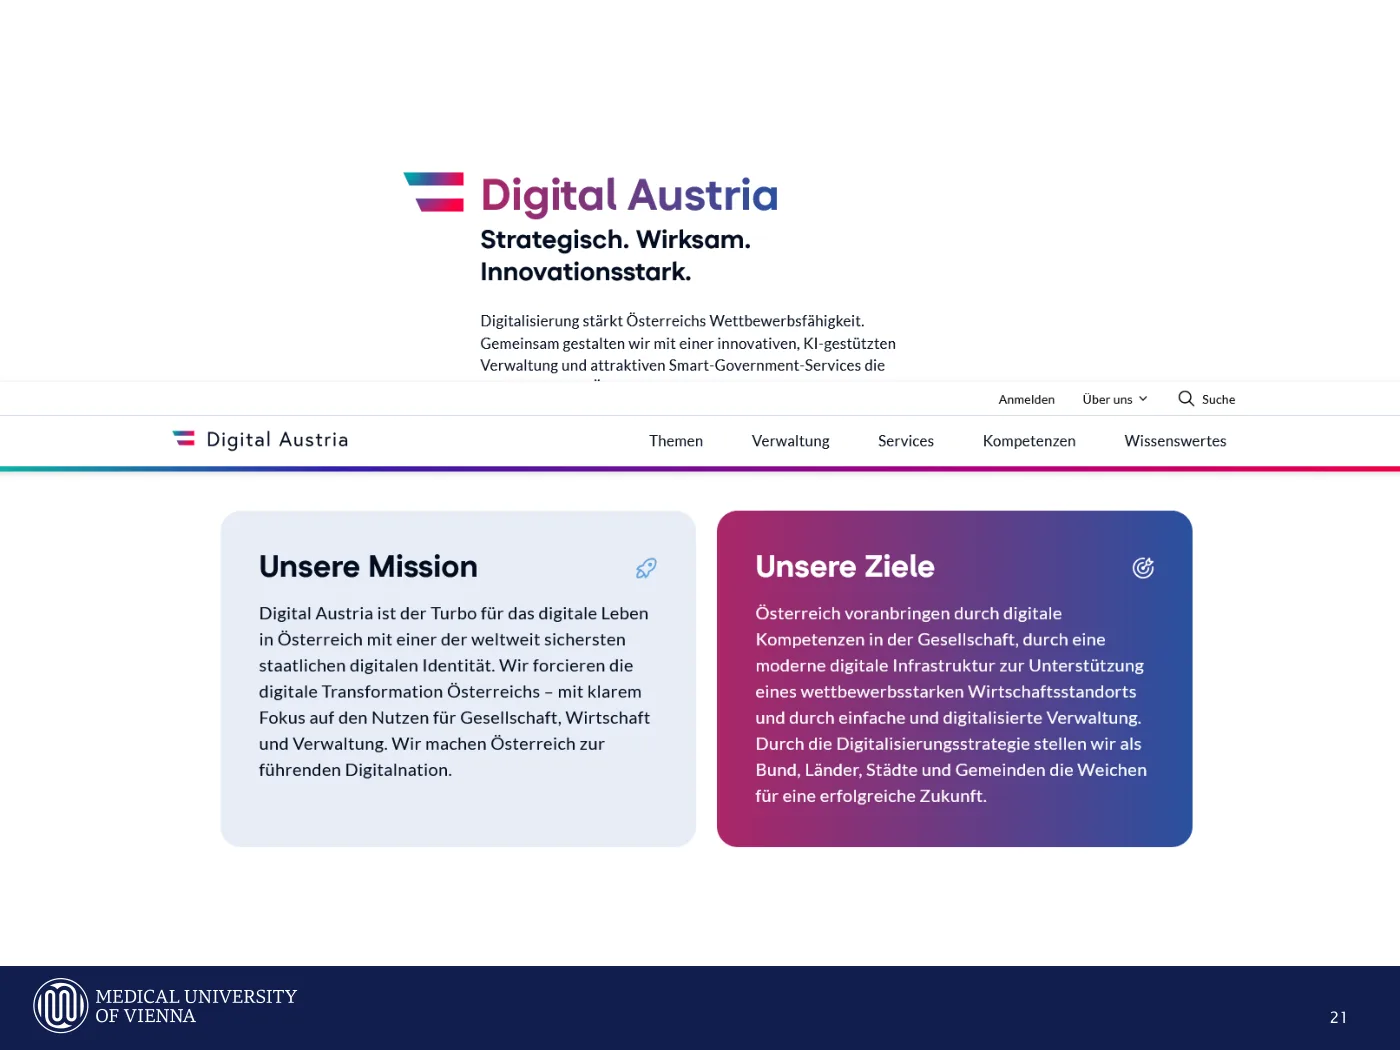 Digital Austria
Strategisch. Wirksam.
Innovationsstark.
Digitalisierung stärkt Österreichs Wettbewerbsfähigkeit.
Gemeinsam gestalten wir mit einer innovativen, KI-gestützten
Verwaltung und attraktiven Smart-Government-Services die
Anmelden Über uns Suche
Digital Austria Themen Verwaltung Services Kompetenzen Wissenswertes
Unsere Mission
Digital Austria ist der Turbo für das digitale Leben
in Österreich mit einer der weltweit sichersten
staatlichen digitalen Identität. Wir forcieren die
digitale Transformation Österreichs – mit klarem
Fokus auf den Nutzen für Gesellschaft, Wirtschaft
und Verwaltung. Wir machen Österreich zur
führenden Digitalnation.
Unsere Ziele
Österreich voranbringen durch digitale
Kompetenzen in der Gesellschaft, durch eine
moderne digitale Infrastruktur zur Unterstützung
eines wettbewerbsstarken Wirtschaftsstandorts
und durch einfache und digitalisierte Verwaltung.
Durch die Digitalisierungsstrategie stellen wir als
Bund, Länder, Städte und Gemeinden die Weichen
für eine erfolgreiche Zukunft.
MEDICAL UNIVERSITY
OF VIENNA
21